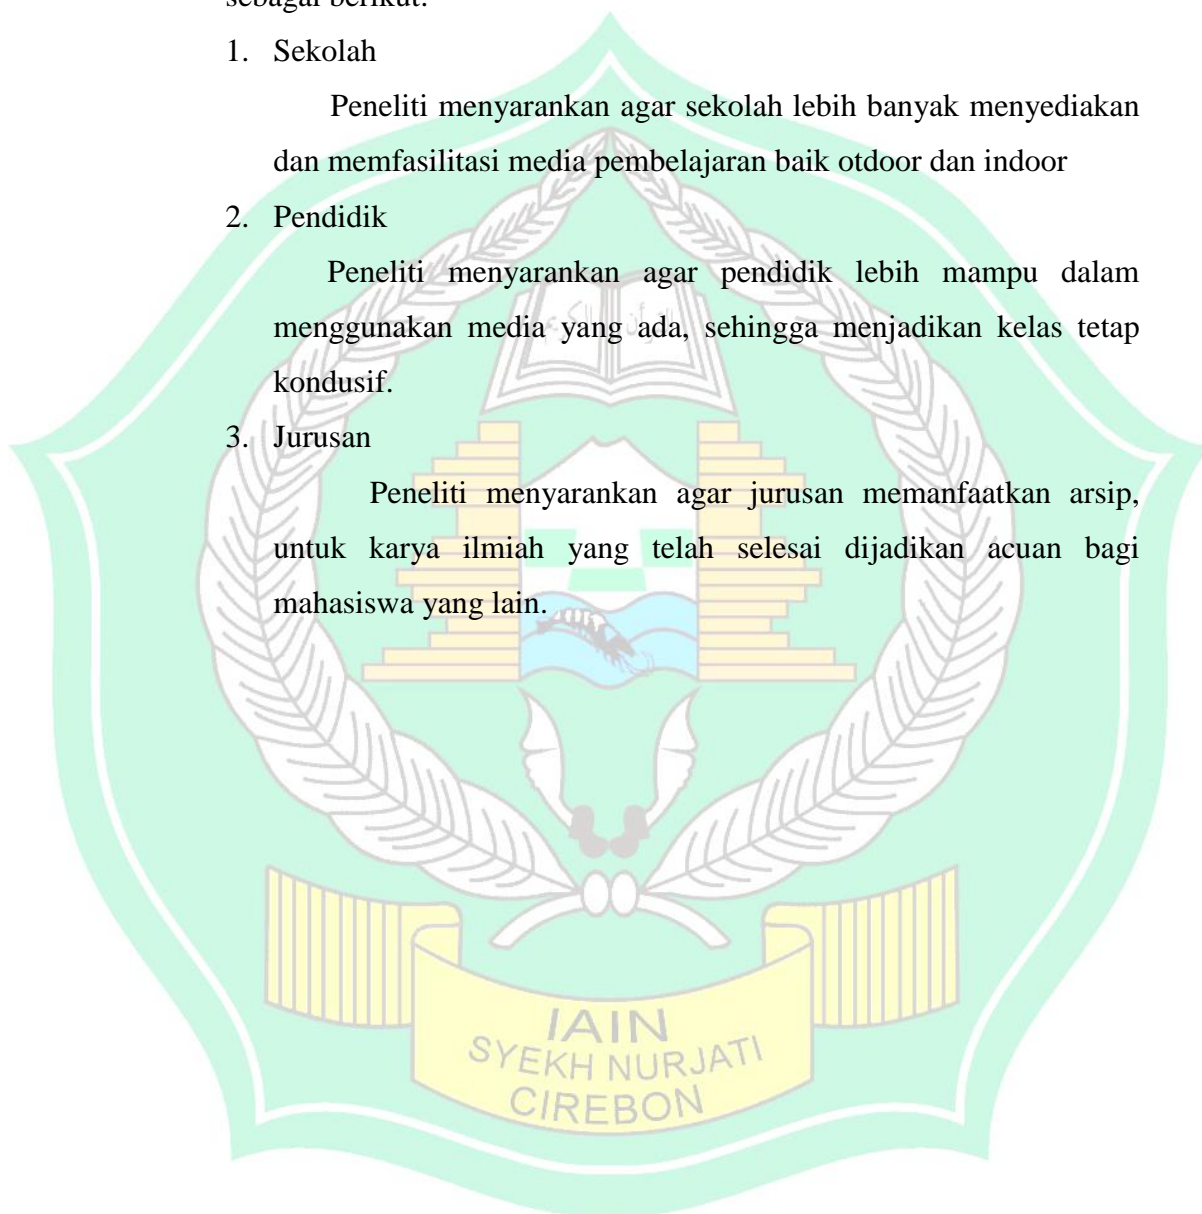 sebagai berikut:
1. Sekolah
Peneliti menyarankan agar sekolah lebih banyak menyediakan
dan memfasilitasi media pembelajaran baik otdoor dan indoor
2. Pendidik
Peneliti menyarankan agar pendidik lebih mampu dalam
menggunakan media yang ada, sehingga menjadikan kelas tetap
kondusif.
3. Jurusan
Peneliti menyarankan agar jurusan memanfaatkan arsip,
untuk karya ilmiah yang telah selesai dijadikan acuan bagi
mahasiswa yang lain.
IAIN
SYEKH NURJATI
CIREBON